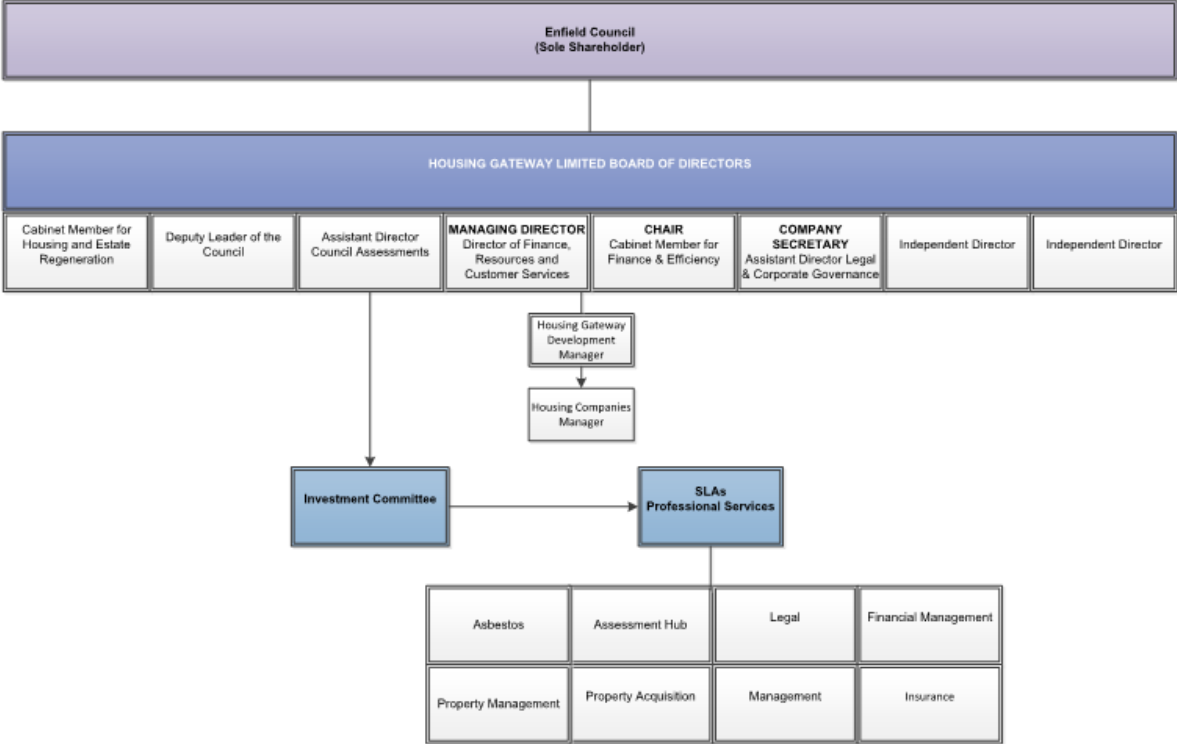 Enfield Council
(Sole Shareholder)
HOUSING GATEWAY LIMITED BOARD OF DIRECTORS
Cabinet Member for
Housing and Estate
Regeneration
Deputy Leader of the
Council
Assistant Director
Council Assessments
MANAGING DIRECTOR
Director of Finance,
Resources and
Customer Services
CHAIR
Cabinet Member for
Finance & Efficiency
COMPANY
SECRETARY
Assistant Director Legal
& Corporate Governance
Independent Director
Independent Director
Housing Gateway
Development
Manager
Housing Companies
Manager
Investment Committee
SLAs
Professional Services
Asbestos
Assessment Hub
Legal
Financial Management
Property Management
Property Acquisition
Management
Insurance